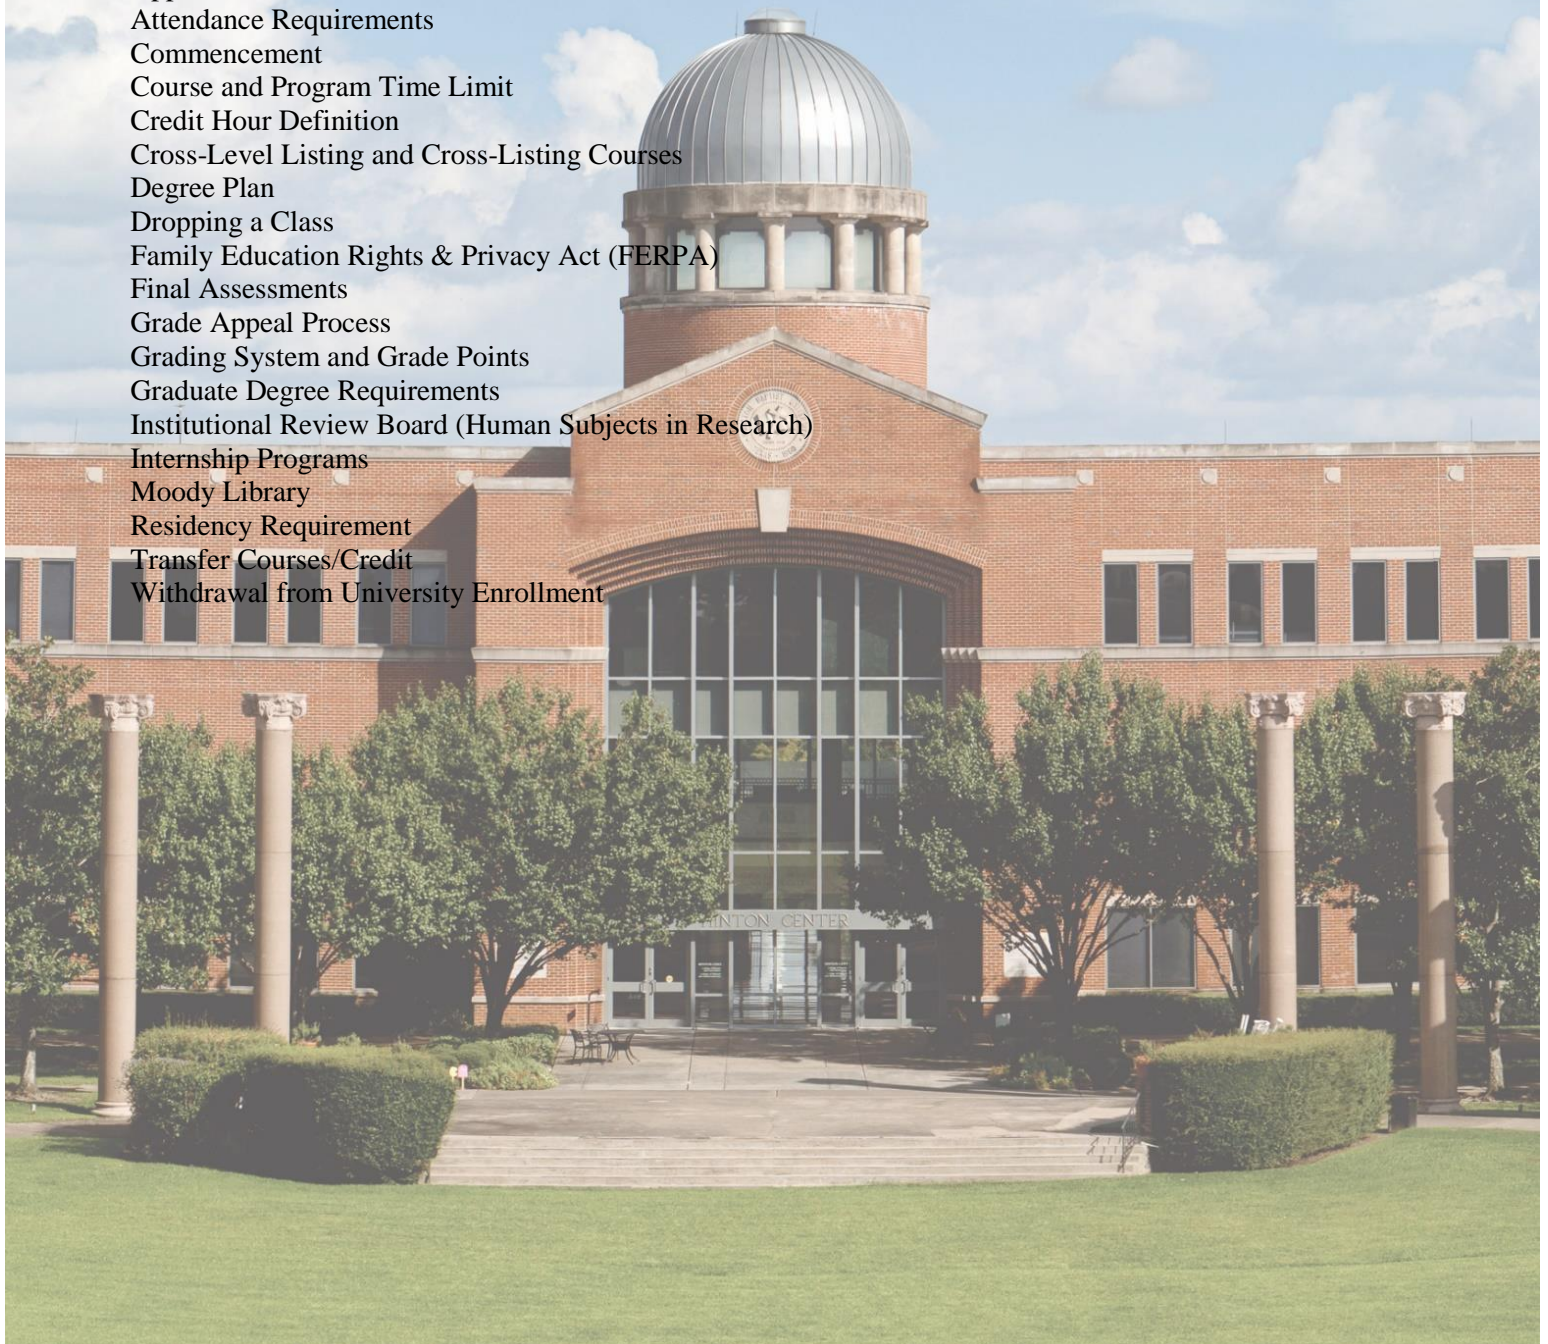 Attendance Requirements
Commencement
Course and Program Time Limit
Credit Hour Definition
Cross-Level Listing and Cross-Listing Courses
Degree Plan
Dropping a Class
Family Education Rights & Privacy Act (FERPA)
Final Assessments
Grade Appeal Process
Grading System and Grade Points
Graduate Degree Requirements
Institutional Review Board (Human Subjects in Research)
Internship Programs
Moody Library
Residency Requirement
Transfer Courses/Credit
Withdrawal from University Enrollment
HINTON CENTER